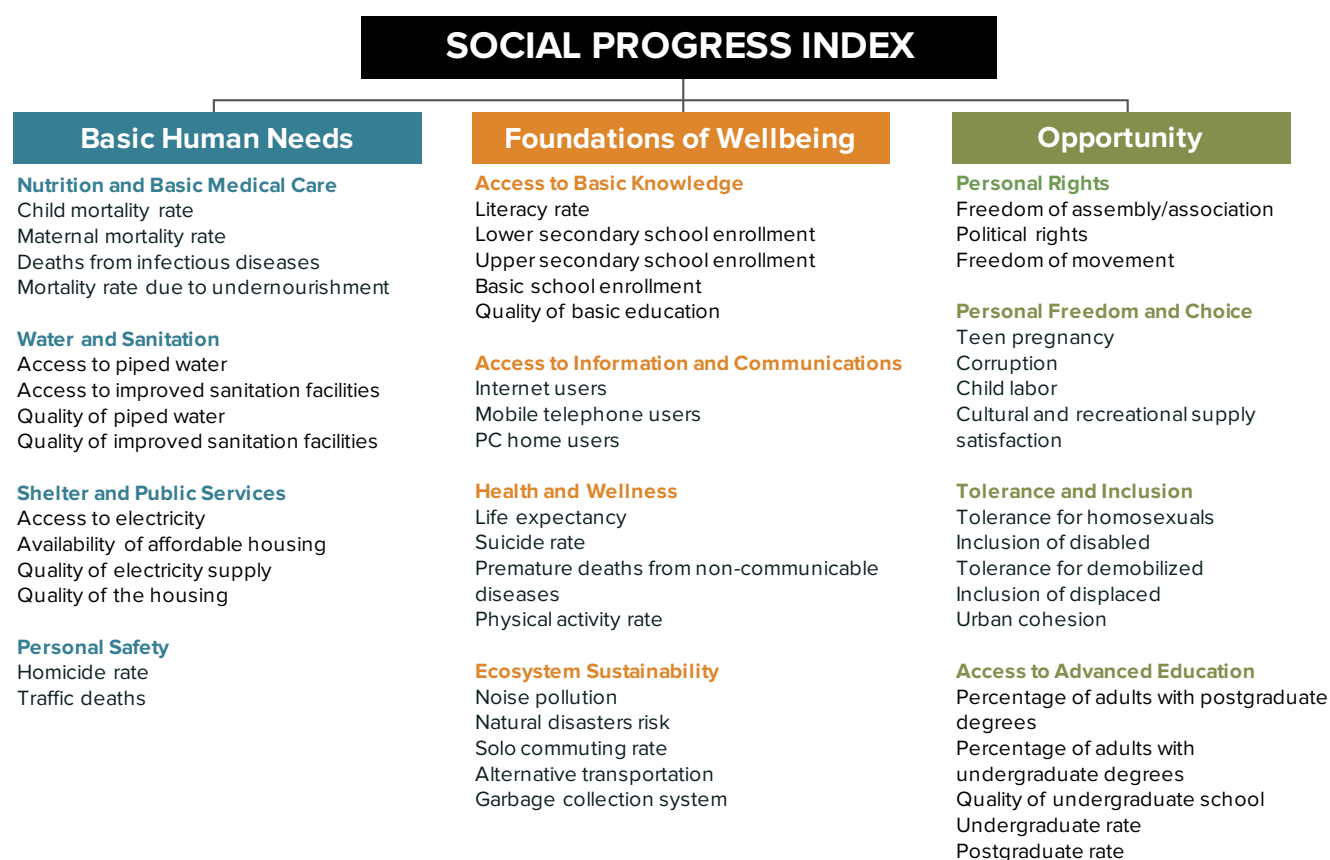 SOCIAL PROGRESS INDEX
Basic Human Needs
Nutrition and Basic Medical Care
Child mortality rate
Maternal mortality rate
Deaths from infectious diseases
Mortality rate due to undernourishment
Water and Sanitation
Access to piped water
Access to improved sanitation facilities
Quality of piped water
Quality of improved sanitation facilities
Shelter and Public Services
Access to electricity
Availability of affordable housing
Quality of electricity supply
Quality of the housing
Personal Safety
Homicide rate
Traffic deaths
Foundations of Wellbeing
Access to Basic Knowledge
Literacy rate
Lower secondary school enrollment
Upper secondary school enrollment
Basic school enrollment
Quality of basic education
Access to Information and Communications
Internet users
Mobile telephone users
PC home users
Health and Wellness
Life expectancy
Suicide rate
Premature deaths from non-communicable
diseases
Physical activity rate
Ecosystem Sustainability
Noise pollution
Natural disasters risk
Solo commuting rate
Alternative transportation
Garbage collection system
Opportunity
Personal Rights
Freedom of assembly/association
Political rights
Freedom of movement
Personal Freedom and Choice
Teen pregnancy
Corruption
Child labor
Cultural and recreational supply
satisfaction
Tolerance and Inclusion
Tolerance for homosexuals
Inclusion of disabled
Tolerance for demobilized
Inclusion of displaced
Urban cohesion
Access to Advanced Education
Percentage of adults with postgraduate
degrees
Percentage of adults with
undergraduate degrees
Quality of undergraduate school
Undergraduate rate
Postgraduate rate